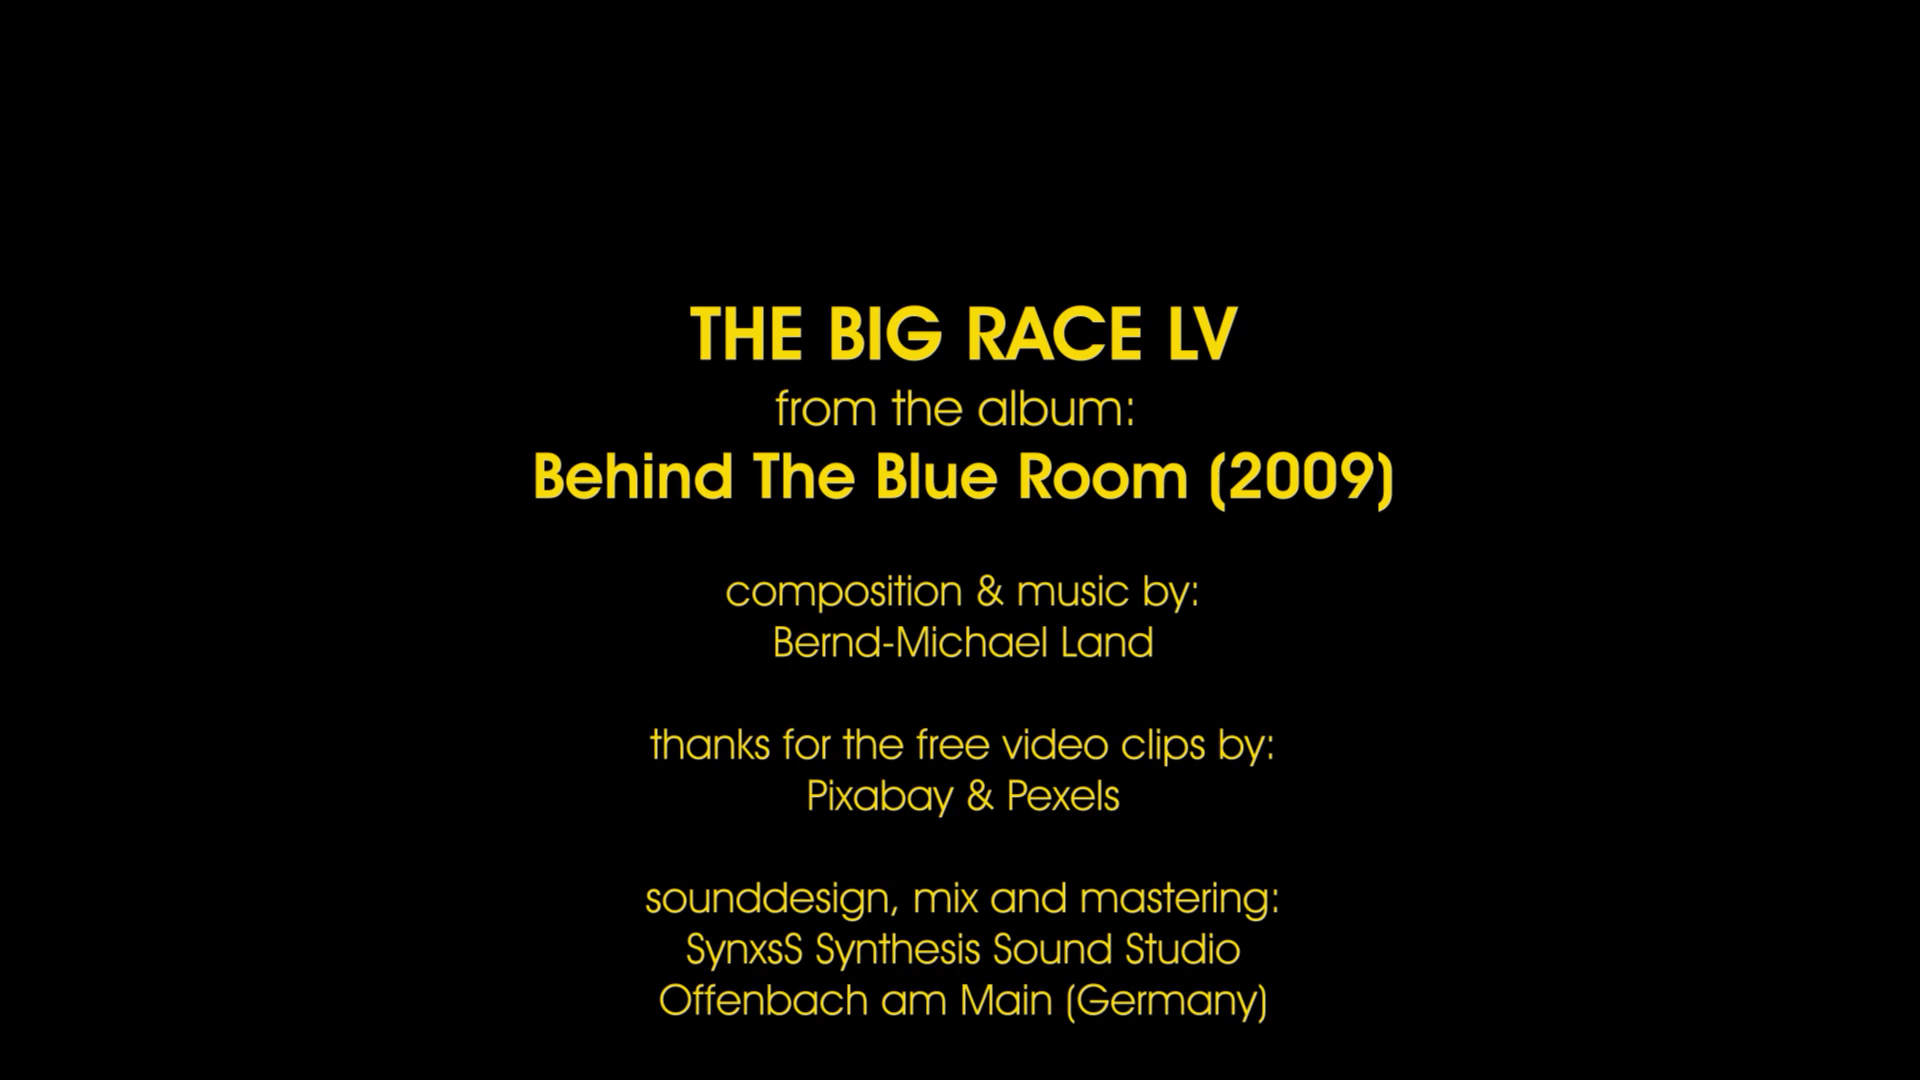 THE BIG RACE LV
from the album:
Behind The Blue Room (2009)
composition & music by:
Bernd-Michael Land
thanks for the free video clips by:
Pixabay & Pexels
sounddesign, mix and mastering:
SynxsS Synthesis Sound Studio
Offenbach am Main (Germany)